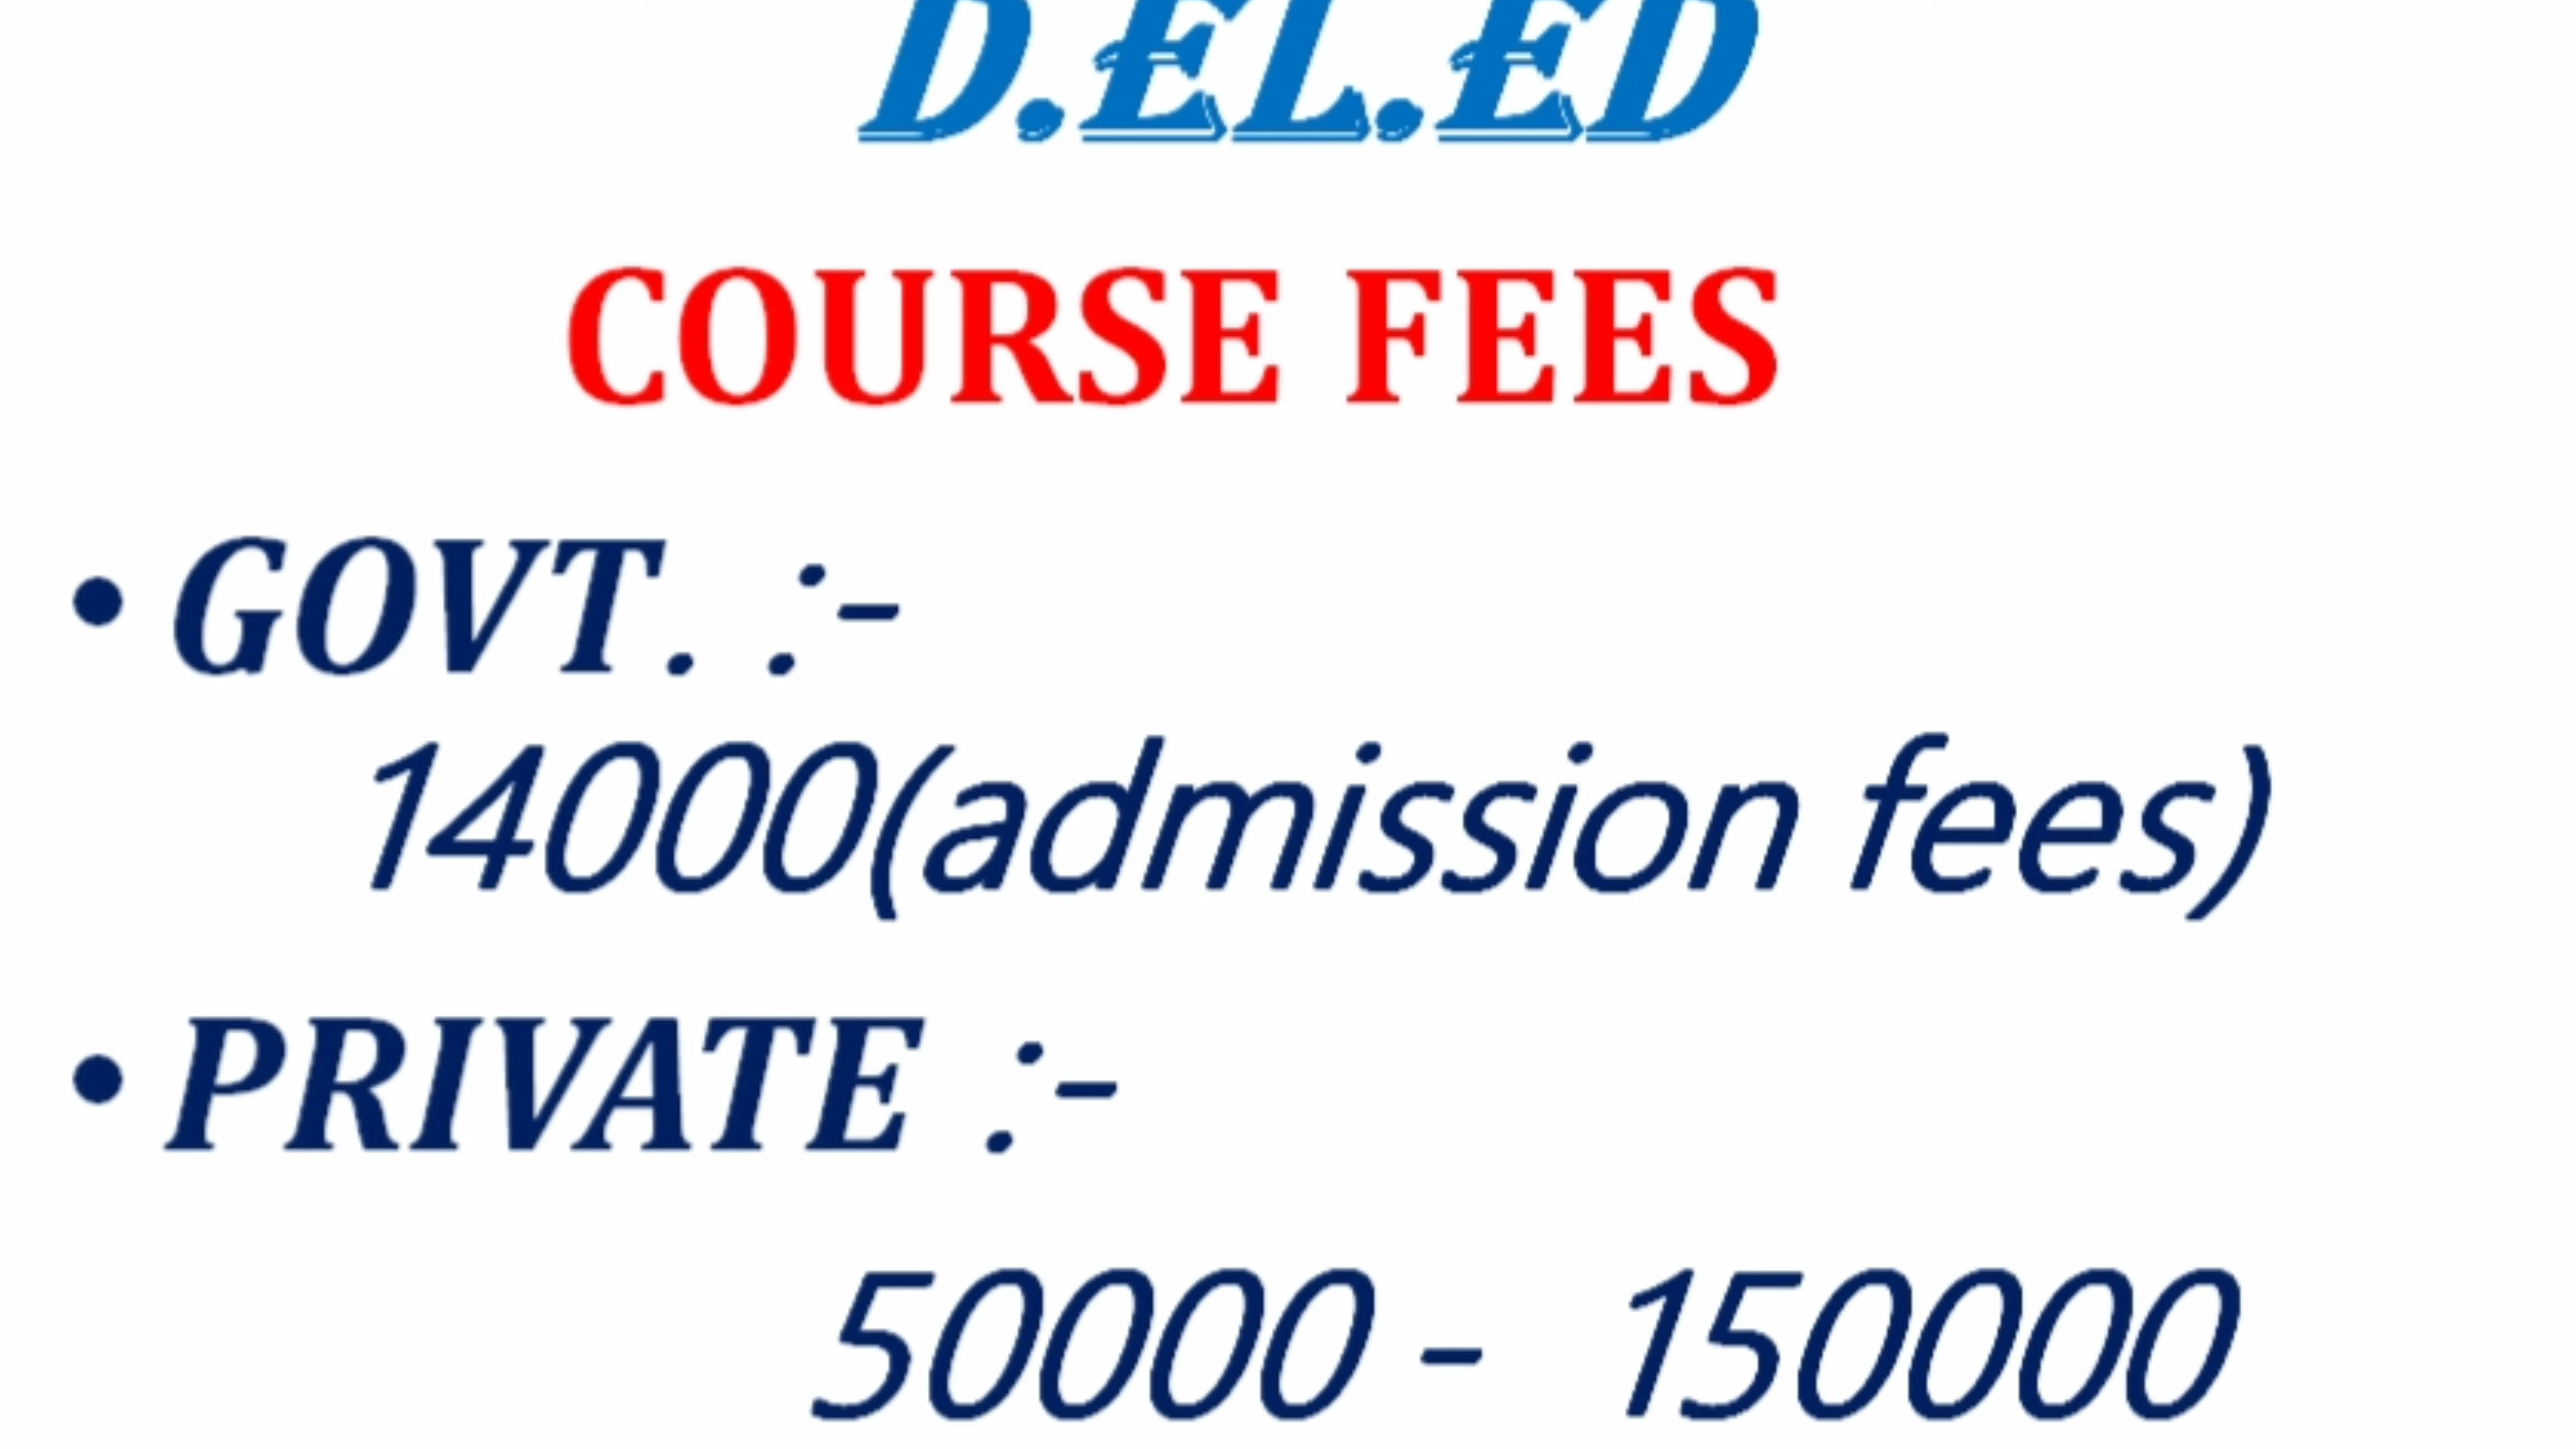 D.EL.ED
COURSE FEES
• GOVT. :-
14000(admission fees)
• PRIVATE :-
50000 - 150000